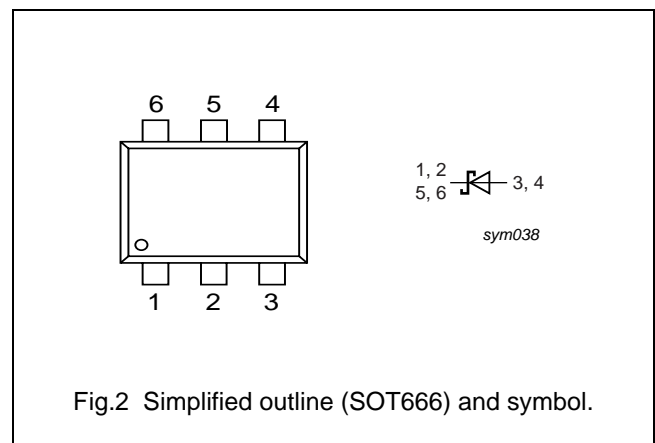 6 5 4
1, 2
5, 6
3, 4
sym038
1 2 3
Fig.2 Simplified outline (SOT666) and symbol.